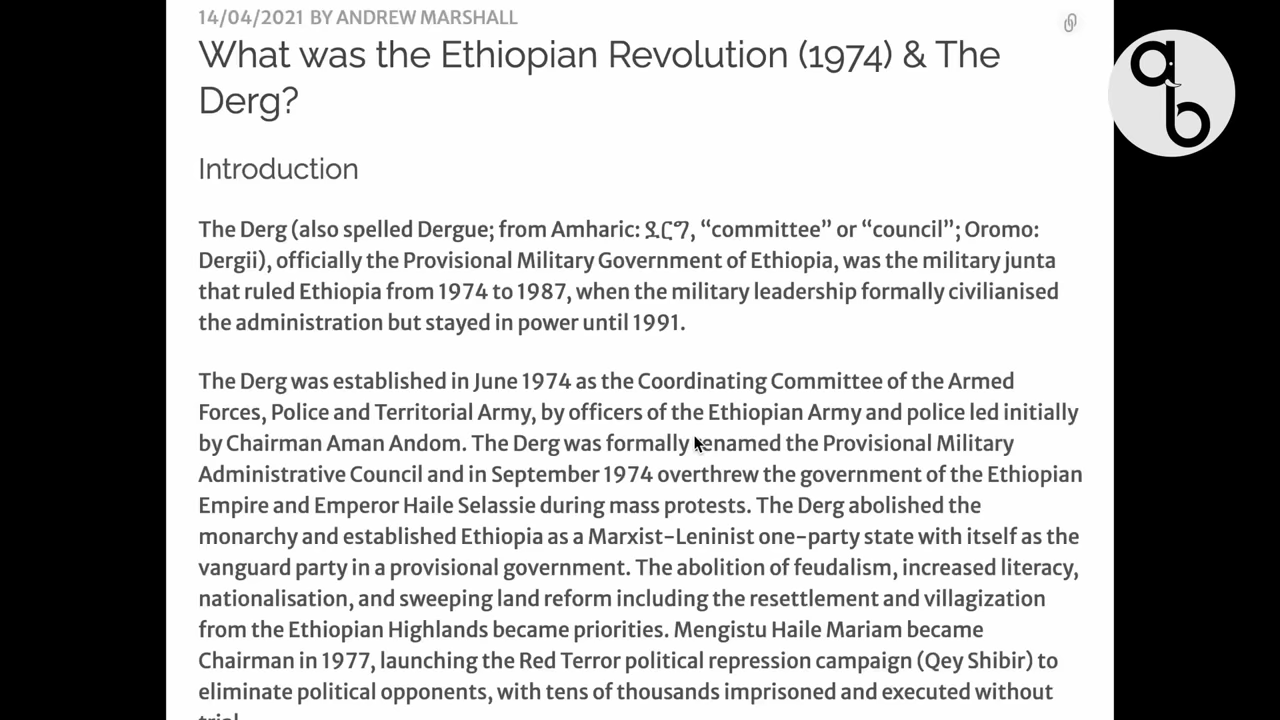 14/04/2021 BY ANDREW MARSHALL
What was the Ethiopian Revolution (1974) & The
Derg?
Introduction
The Derg (also spelled Dergue; from Amharic: ደርግ, “committee” or “council”; Oromo:
Dergii), officially the Provisional Military Government of Ethiopia, was the military junta
that ruled Ethiopia from 1974 to 1987, when the military leadership formally civilianised
the administration but stayed in power until 1991.
The Derg was established in June 1974 as the Coordinating Committee of the Armed
Forces, Police and Territorial Army, by officers of the Ethiopian Army and police led initially
by Chairman Aman Andom. The Derg was formally renamed the Provisional Military
Administrative Council and in September 1974 overthrew the government of the Ethiopian
Empire and Emperor Haile Selassie during mass protests. The Derg abolished the
monarchy and established Ethiopia as a Marxist-Leninist one-party state with itself as the
vanguard party in a provisional government. The abolition of feudalism, increased literacy,
nationalisation, and sweeping land reform including the resettlement and villagization
from the Ethiopian Highlands became priorities. Mengistu Haile Mariam became
Chairman in 1977, launching the Red Terror political repression campaign (Qey Shibir) to
eliminate political opponents, with tens of thousands imprisoned and executed without
ab